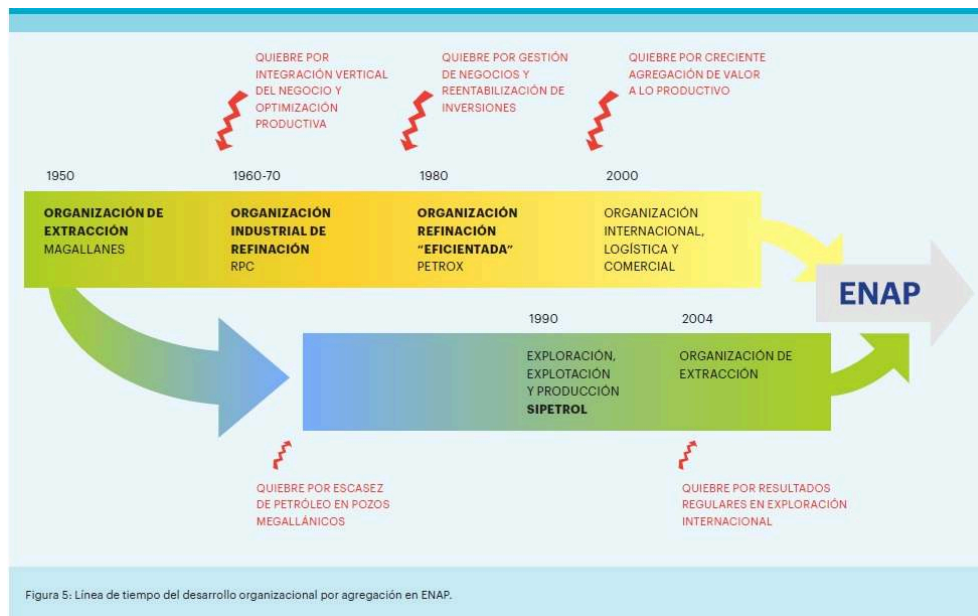 QUIEBRE POR
INTEGRACIÓN VERTICAL
DEL NEGOCIO Y
OPTIMIZACIÓN
PRODUCTIVA
QUIEBRE POR GESTIÓN
DE NEGOCIOS Y
REENTABILIZACIÓN DE
INVERSIONES
QUIEBRE POR CRECIENTE
AGREGACIÓN DE VALOR
A LO PRODUCTIVO
1950
ORGANIZACIÓN DE
EXTRACCIÓN
MAGALLANES
1960-70
ORGANIZACIÓN
INDUSTRIAL DE
REFINACIÓN
RPC
1980
ORGANIZACIÓN
REFINACIÓN
“EFICIENTADA”
PETROX
2000
ORGANIZACIÓN
INTERNACIONAL,
LOGÍSTICA Y
COMERCIAL
ENAP
1990
EXPLORACIÓN,
EXPLOTACIÓN
Y PRODUCCIÓN
SIPETROL
2004
ORGANIZACIÓN DE
EXTRACCIÓN
QUIEBRE POR ESCASEZ
DE PETRÓLEO EN POZOS
MEGALLÁNICOS
QUIEBRE POR RESULTADOS
REGULARES EN EXPLORACIÓN
INTERNACIONAL
Figura 5: Línea de tiempo del desarrollo organizacional por agregación en ENAP.